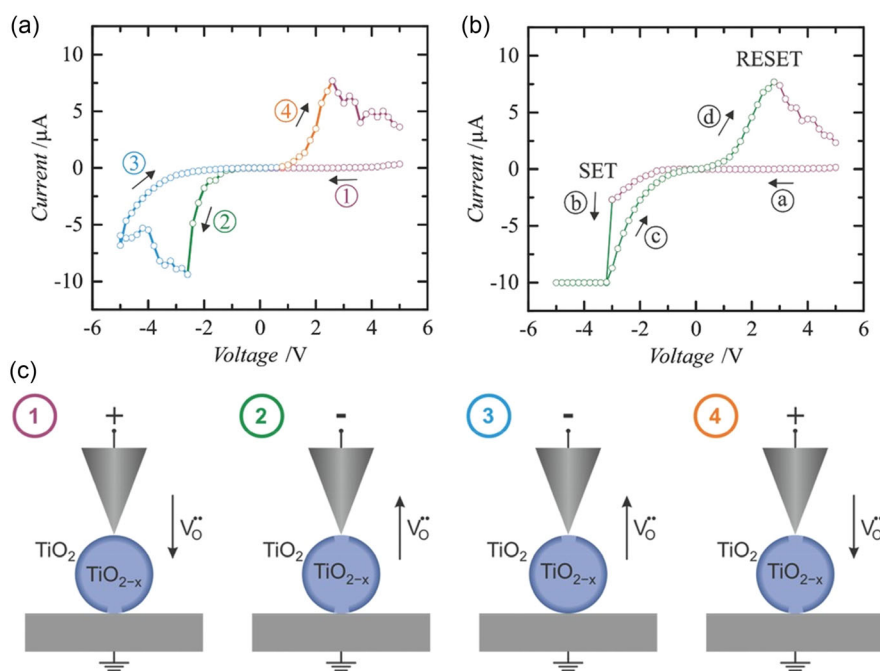 (a)
10
5
0
-5
-10
Current /µA
-6 -4 -2 0 2 4 6
Voltage /V
1
2
3
4
(b)
10
5
0
-5
-10
Current /µA
-6 -4 -2 0 2 4 6
Voltage /V
RESET
SET
a
b
c
d
(c)
1 + 2 - 3 - 4 +
V••O V••O V••O V••O
TiO2 TiO2 TiO2 TiO2
TiO2−x TiO2−x TiO2−x TiO2−x